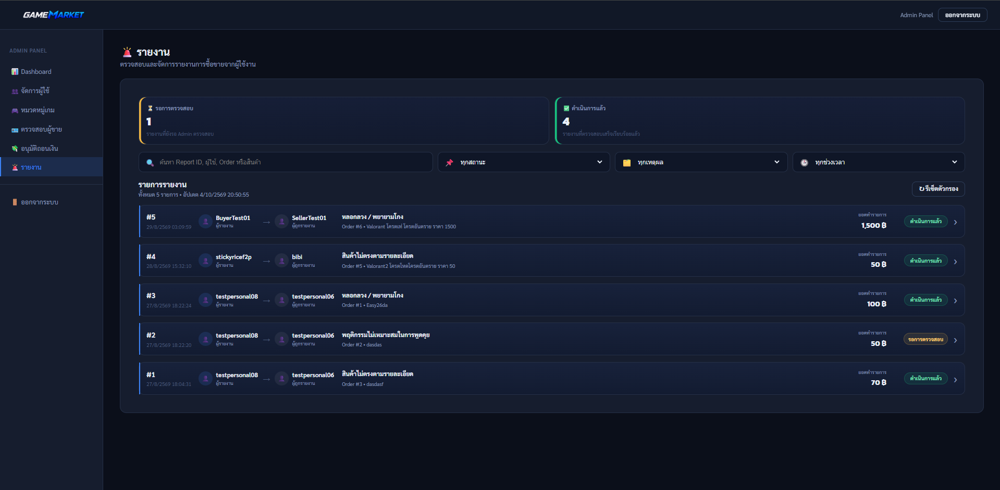 GAMEMARKET
Admin Panel
ออกจากระบบ
ADMIN PANEL
Dashboard
จัดการผู้ใช้
หมวดหมู่เกม
ตรวจสอบผู้ขาย
อนุมัติถอนเงิน
รายงาน
ออกจากระบบ
รายงาน
ตรวจสอบและจัดการรายงานการซื้อขายจากผู้ใช้งาน
รอการตรวจสอบ
1
รายงานที่ยังรอ Admin ตรวจสอบ
ดำเนินการแล้ว
4
รายงานที่ตรวจสอบเสร็จเรียบร้อยแล้ว
ค้นหา Report ID, ผู้ใช้, Order หรือสินค้า
ทุกสถานะ
ทุกเหตุผล
ทุกช่วงเวลา
รายการรายงาน
ทั้งหมด 5 รายการ • อัปเดต 4/10/2569 20:50:55
↻ รีเซ็ตตัวกรอง
#5
29/8/2569 03:09:59
BuyerTest01
ผู้รายงาน
→
SellerTest01
ผู้ถูกรายงาน
หลอกลวง / พยายามโกง
Order #6 • Valorant โครตเท่ โครตอันตราย ราคา 1500
ยอดทำรายการ
1,500 ฿
ดำเนินการแล้ว
#4
28/8/2569 15:32:10
stickyricef2p
ผู้รายงาน
→
bibi
ผู้ถูกรายงาน
สินค้าไม่ตรงตามรายละเอียด
Order #5 • Valorant2 โครตโหดโครตอันตราย ราคา 50
ยอดทำรายการ
50 ฿
ดำเนินการแล้ว
#3
27/8/2569 18:22:24
testpersonal08
ผู้รายงาน
→
testpersonal06
ผู้ถูกรายงาน
หลอกลวง / พยายามโกง
Order #1 • Easy26da
ยอดทำรายการ
100 ฿
ดำเนินการแล้ว
#2
27/8/2569 18:22:20
testpersonal08
ผู้รายงาน
→
testpersonal06
ผู้ถูกรายงาน
พฤติกรรมไม่เหมาะสมในการพูดคุย
Order #2 • dasdas
ยอดทำรายการ
50 ฿
รอการตรวจสอบ
#1
27/8/2569 18:04:31
testpersonal08
ผู้รายงาน
→
testpersonal06
ผู้ถูกรายงาน
สินค้าไม่ตรงตามรายละเอียด
Order #3 • dasdasf
ยอดทำรายการ
70 ฿
ดำเนินการแล้ว